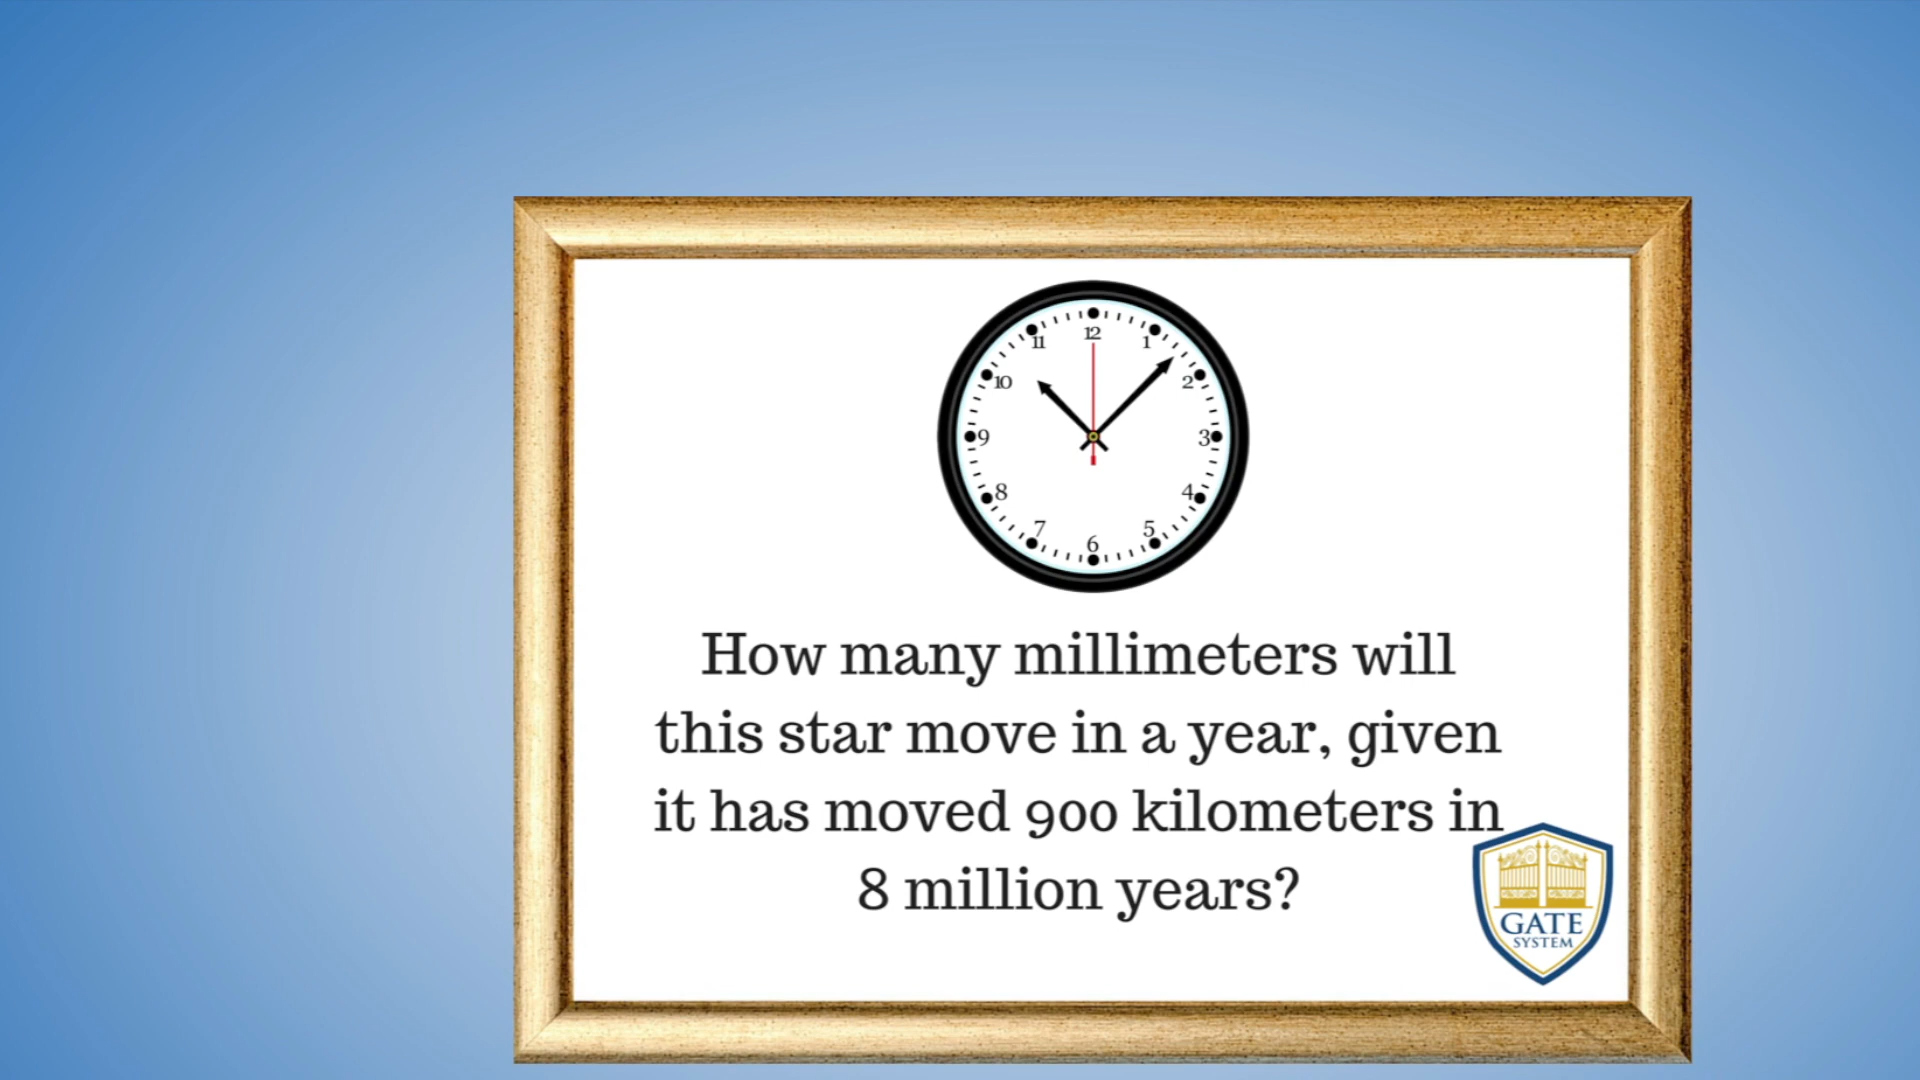 12
11
1
10
2
9
3
8
4
7
5
6
How many millimeters will
this star move in a year, given
it has moved 900 kilometers in
8 million years?
GATE
SYSTEM